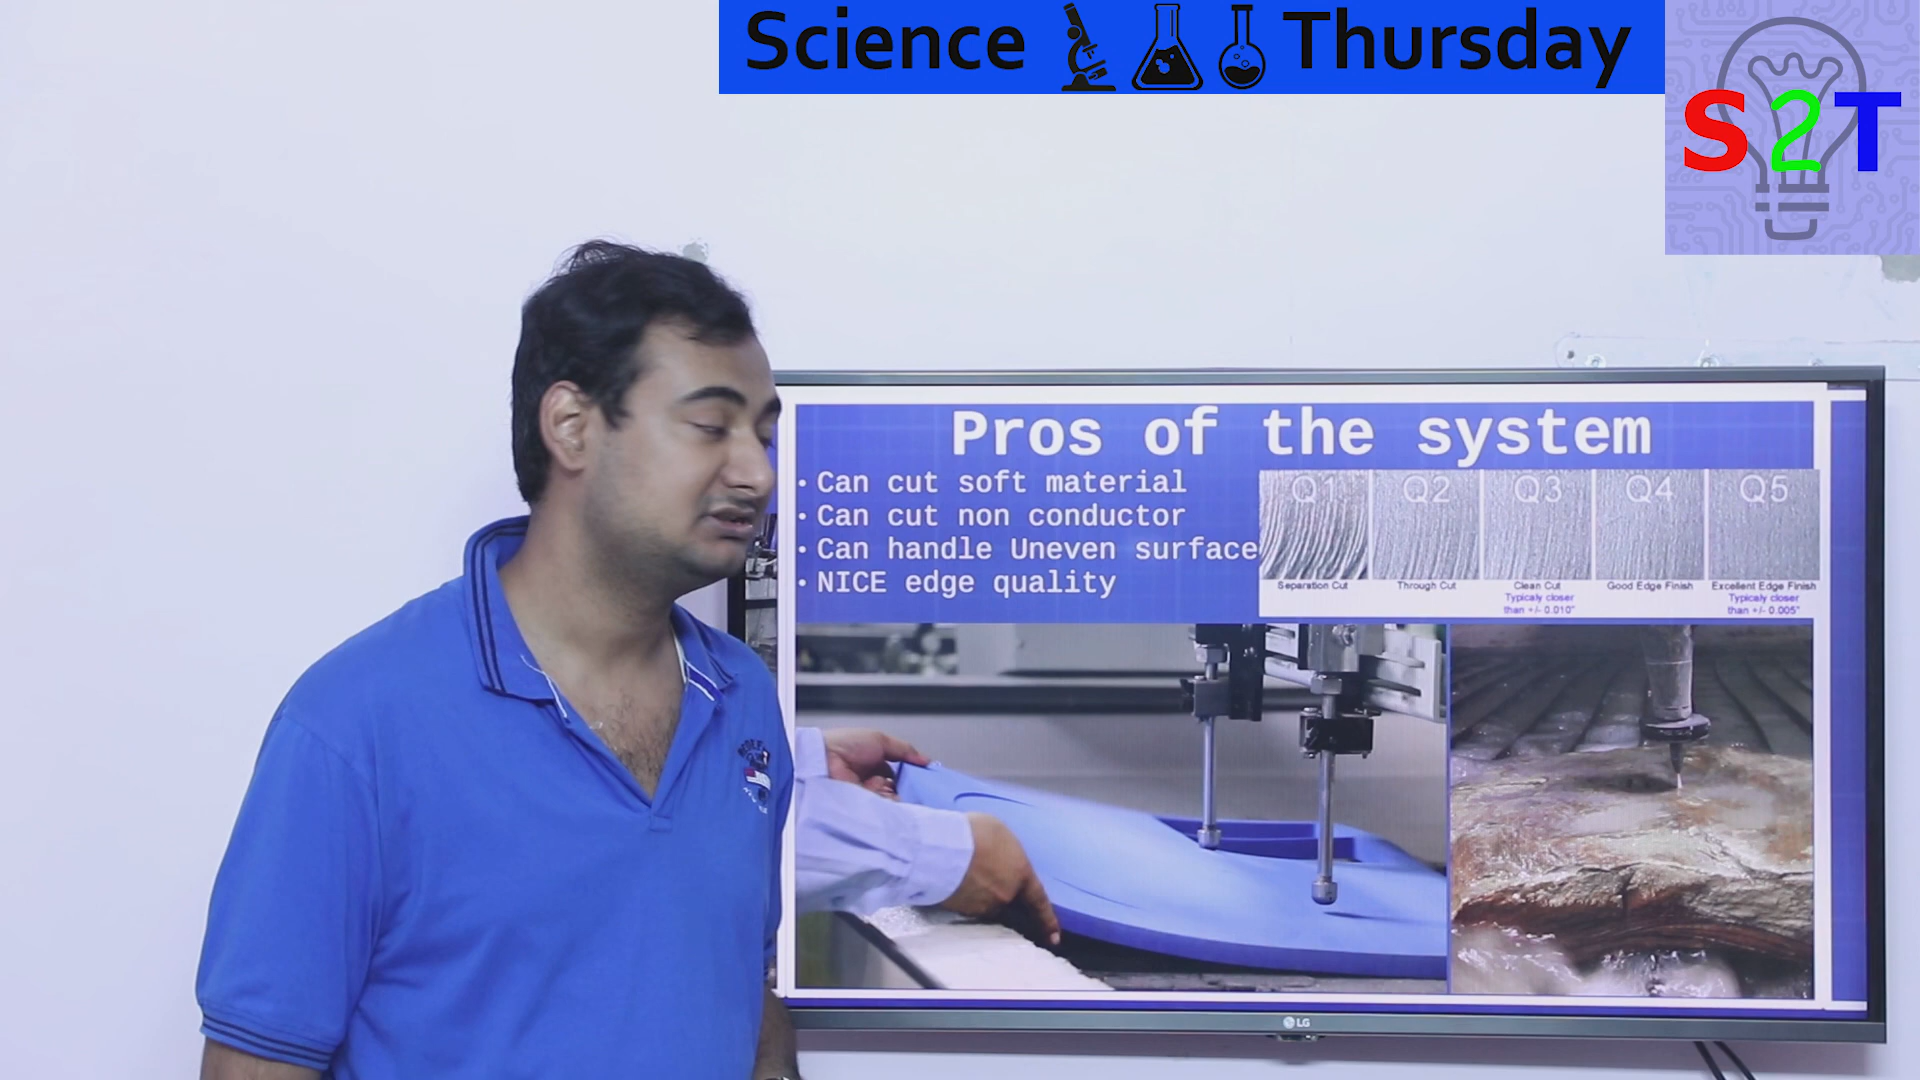 Science Thursday
S2T
Pros of the system
• Can cut soft material
• Can cut non conductor
• Can handle Uneven surface
• NICE edge quality
Q1 Q2 Q3 Q4 Q5
Separation Cut Through Cut Clean Cut Good Edge Finish Excellent Edge Finish
Typicaly closer Typicaly closer
than +/- 0.010" than +/- 0.005"
LG